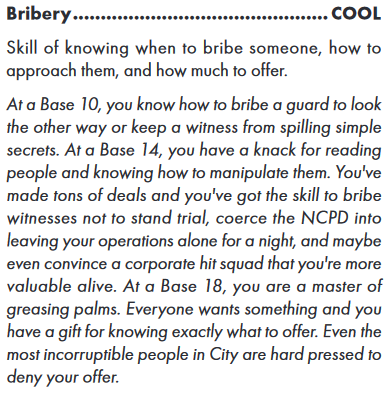 Bribery............................................. COOL
Skill of knowing when to bribe someone, how to
approach them, and how much to offer.
At a Base 10, you know how to bribe a guard to look
the other way or keep a witness from spilling simple
secrets. At a Base 14, you have a knack for reading
people and knowing how to manipulate them. You've
made tons of deals and you've got the skill to bribe
witnesses not to stand trial, coerce the NCPD into
leaving your operations alone for a night, and maybe
even convince a corporate hit squad that you're more
valuable alive. At a Base 18, you are a master of
greasing palms. Everyone wants something and you
have a gift for knowing exactly what to offer. Even the
most incorruptible people in City are hard pressed to
deny your offer.